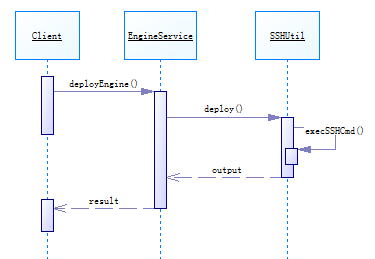 Client
EngineService
SSHUtil
deployEngine()
deploy()
execSSHCmd()
output
result